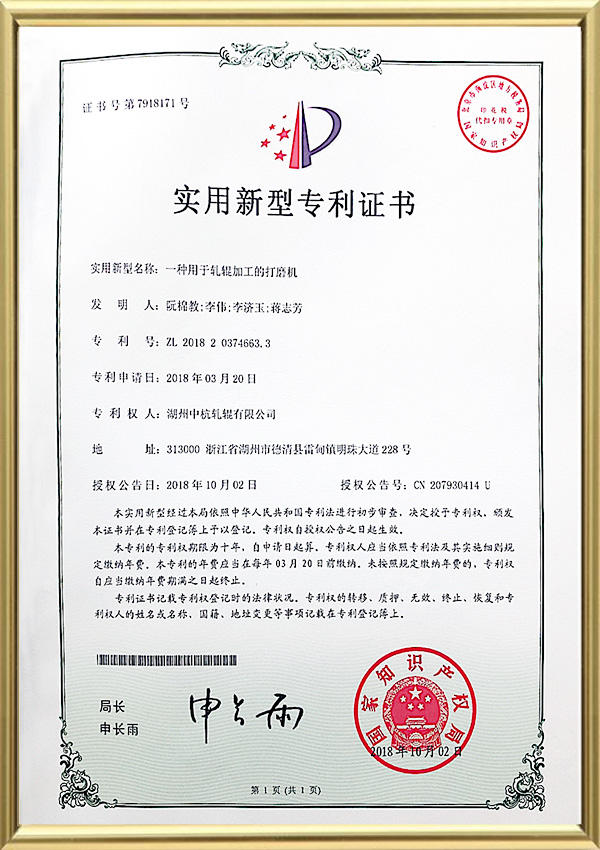 证书号第7918171号
实用新型专利证书
实用新型名称：一种用于轧辊加工的打磨机
发明人：阮棉教;李伟;李济玉;蒋志芳
专利号：ZL 2018 2 0374663.3
专利申请日：2018年03月20日
专利权人：湖州中杭轧辊有限公司
地址：313000 浙江省湖州市德清县雷甸镇明珠大道228号
授权公告日：2018年10月02日 授权公告号：CN 207930414 U
本实用新型经过本局依照中华人民共和国专利法进行初步审查，决定授予专利权，颁发
本证书并在专利登记簿上予以登记。专利权自授权公告之日起生效。
本专利的专利权期限为十年，自申请日起算。专利权人应当依照专利法及其实施细则规
定缴纳年费。本专利的年费应当在每年03月20日前缴纳。未按照规定缴纳年费的，专利权
自应当缴纳年费期满之日起终止。
专利证书记载专利权登记时的法律状况。专利权的转移、质押、无效、终止、恢复和专
利权人的姓名或名称、国籍、地址变更等事项记载在专利登记簿上。
局长
申长雨
申长雨
国家知识产权局
2018年10月02日
第1页(共1页)
印花税
代扣专用章
国家知识产权局